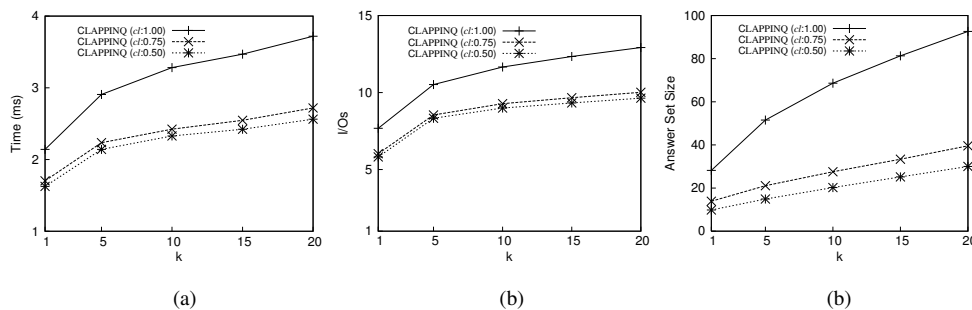 CLAPPINQ (cl:1.00)
CLAPPINQ (cl:0.75)
CLAPPINQ (cl:0.50)
4
3
2
1
Time (ms)
1 5 10 15 20
k
(a)
CLAPPINQ (cl:1.00)
CLAPPINQ (cl:0.75)
CLAPPINQ (cl:0.50)
15
10
5
1
I/Os
1 5 10 15 20
k
(b)
CLAPPINQ (cl:1.00)
CLAPPINQ (cl:0.75)
CLAPPINQ (cl:0.50)
100
80
60
40
20
0
Answer Set Size
1 5 10 15 20
k
(b)